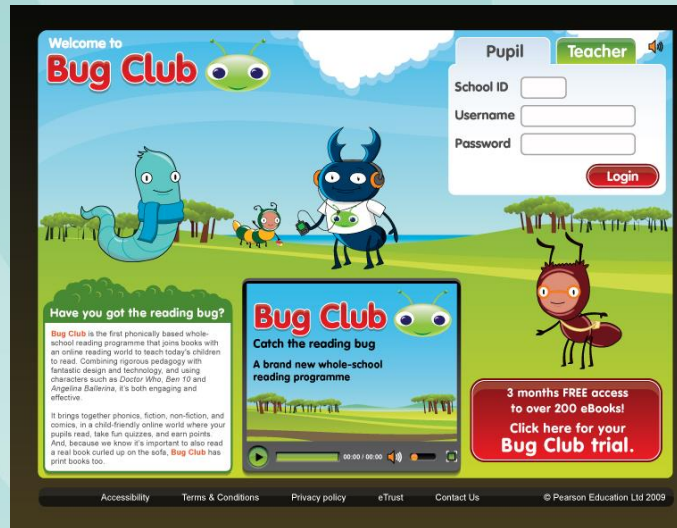 Welcome to
Bug Club
Pupil
Teacher
School ID
Username
Password
Login
Have you got the reading bug?
Bug Club is the first phonically based whole-
school reading programme that joins books with
an online reading world to teach today's children
to read. Combining rigorous pedagogy with
fantastic design and technology, and using
characters such as Doctor Who, Ben 10 and
Angelina Ballerina, it's both engaging and
effective.
It brings together phonics, fiction, non-fiction, and
comics, in a child-friendly online world where your
pupils read, take fun quizzes, and earn points.
And, because we know it's important to also read
a real book curled up on the sofa, Bug Club has
print books too.
Bug Club
Catch the reading bug
A brand new whole-school
reading programme
00:00 / 00:00
3 months FREE access
to over 200 eBooks!
Click here for your
Bug Club trial.
Accessibility
Terms & Conditions
Privacy policy
eTrust
Contact Us
© Pearson Education Ltd 2009